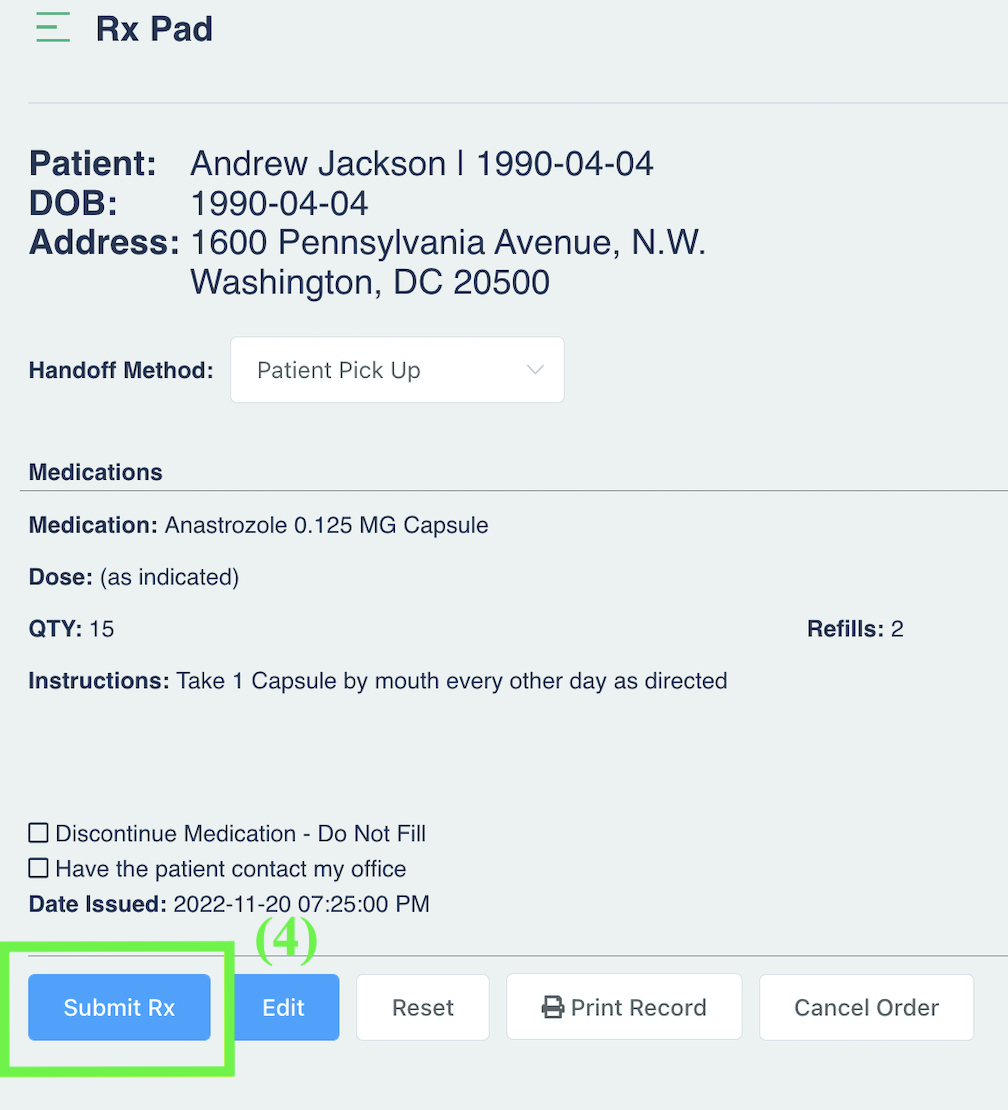 Rx Pad
Patient: Andrew Jackson | 1990-04-04
DOB: 1990-04-04
Address: 1600 Pennsylvania Avenue, N.W.
Washington, DC 20500
Handoff Method: Patient Pick Up
Medications
Medication: Anastrozole 0.125 MG Capsule
Dose: (as indicated)
QTY: 15 Refills: 2
Instructions: Take 1 Capsule by mouth every other day as directed
Discontinue Medication - Do Not Fill
Have the patient contact my office
Date Issued: 2022-11-20 07:25:00 PM
(4)
Submit Rx Edit Reset Print Record Cancel Order